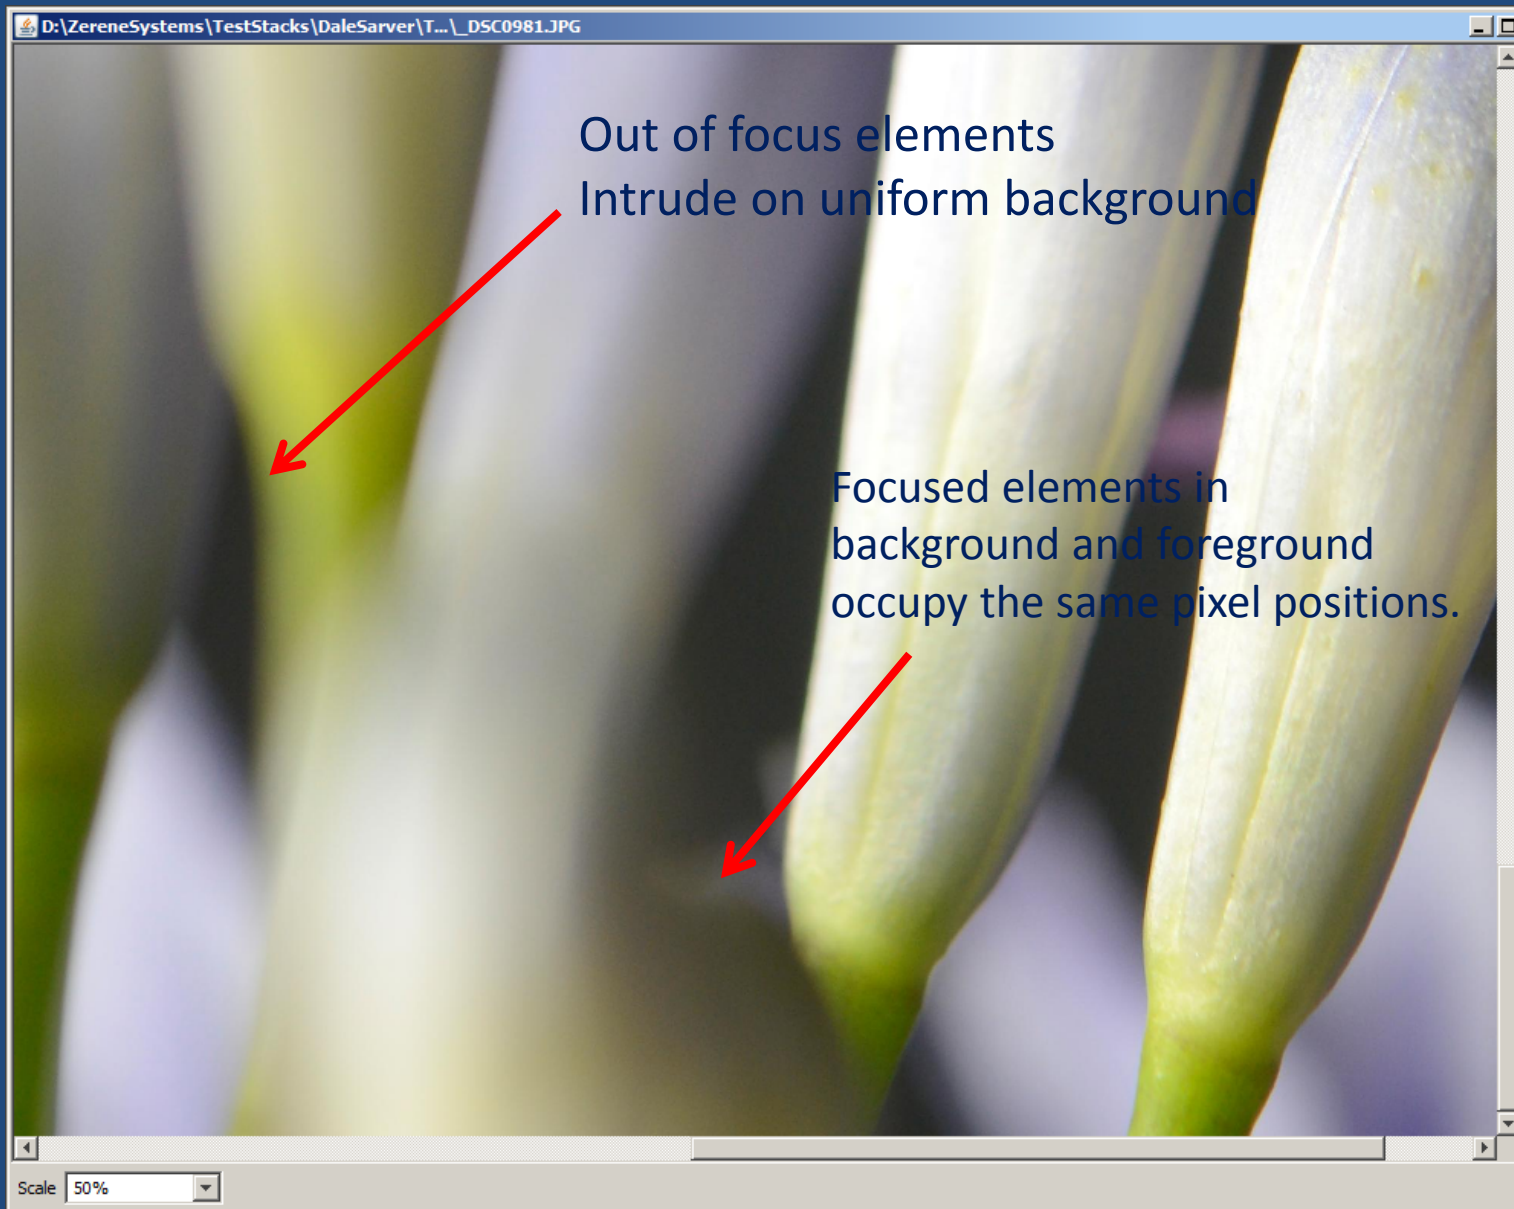 D:\ZereneSystems\TestStacks\DaleSarver\T...\_DSC0981.JPG
Out of focus elements
Intrude on uniform background
Focused elements in
background and foreground
occupy the same pixel positions.
Scale 50%